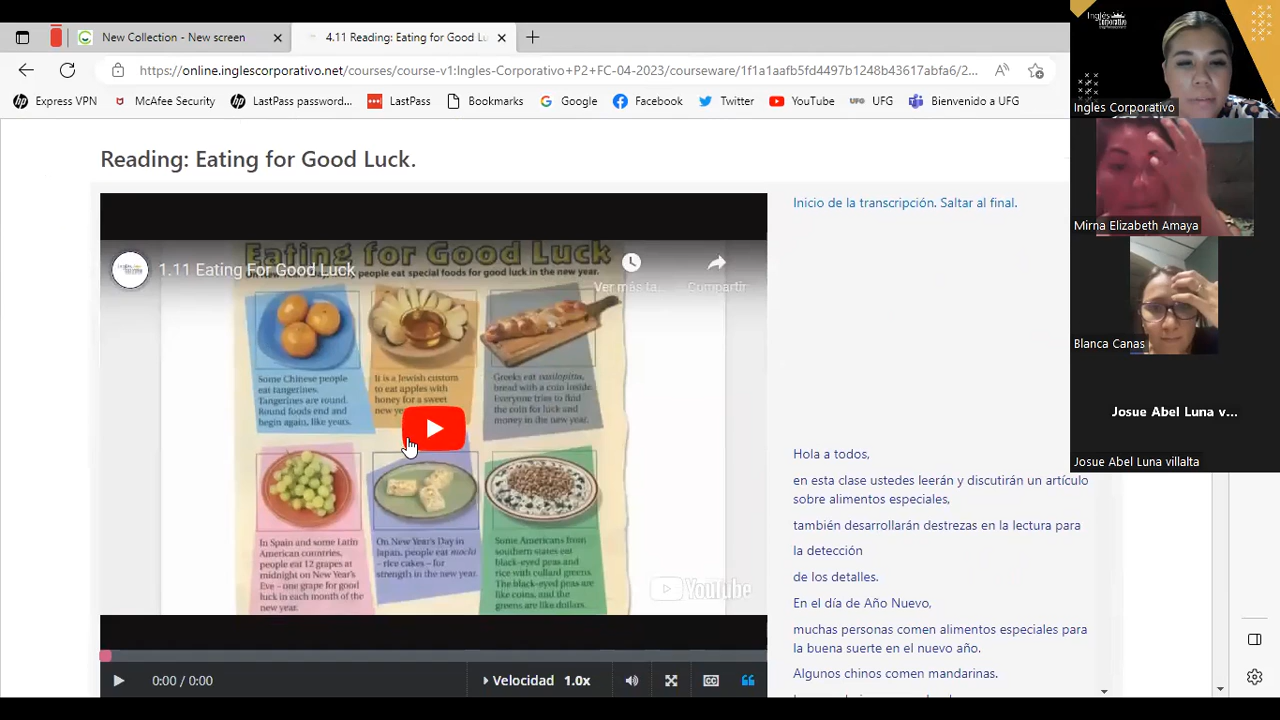 New Collection - New screen
4.11 Reading: Eating for Good Lu
https://online.inglescorporativo.net/courses/course-v1:Ingles-Corporativo+P2+FC-04-2023/courseware/1f1a1aafb5fd4497b1248b43617abfa6/2...
Express VPN
McAfee Security
LastPass password...
LastPass
Bookmarks
Google
Facebook
Twitter
YouTube
UFG
Bienvenido a UFG
Reading: Eating for Good Luck.
Eating for Good Luck
people eat special foods for good luck in the new year.
1.11 Eating For Good Luck
Ver más ta...
Compartir
Some Chinese people
eat tangerines.
Tangerines are round.
Round foods end and
begin again, like years.
It is a Jewish custom
to eat apples with
honey for a sweet
new
Greeks eat vasilopitta,
bread with a coin inside.
Everyone tries to find
the coin for luck and
money in the new year.
In Spain and some Latin
American countries,
people eat 12 grapes at
midnight on New Year's
Eve – one grape for good
luck in each month of the
new year.
On New Year's Day in
Japan, people eat mochi
– rice cakes – for
strength in the new year.
Some Americans from
southern states eat
black-eyed peas and
rice with collard greens.
The black-eyed peas are
like coins, and the
greens are like dollars.
YouTube
0:00 / 0:00
Velocidad 1.0x
Inicio de la transcripción. Saltar al final.
Hola a todos,
en esta clase ustedes leerán y discutirán un artículo
sobre alimentos especiales,
también desarrollarán destrezas en la lectura para
la detección
de los detalles.
En el día de Año Nuevo,
muchas personas comen alimentos especiales para
la buena suerte en el nuevo año.
Algunos chinos comen mandarinas.
Inglés
Corporativo
Ingles Corporativo
Mirna Elizabeth Amaya
Blanca Canas
Josue Abel Luna v...
Josue Abel Luna villalta